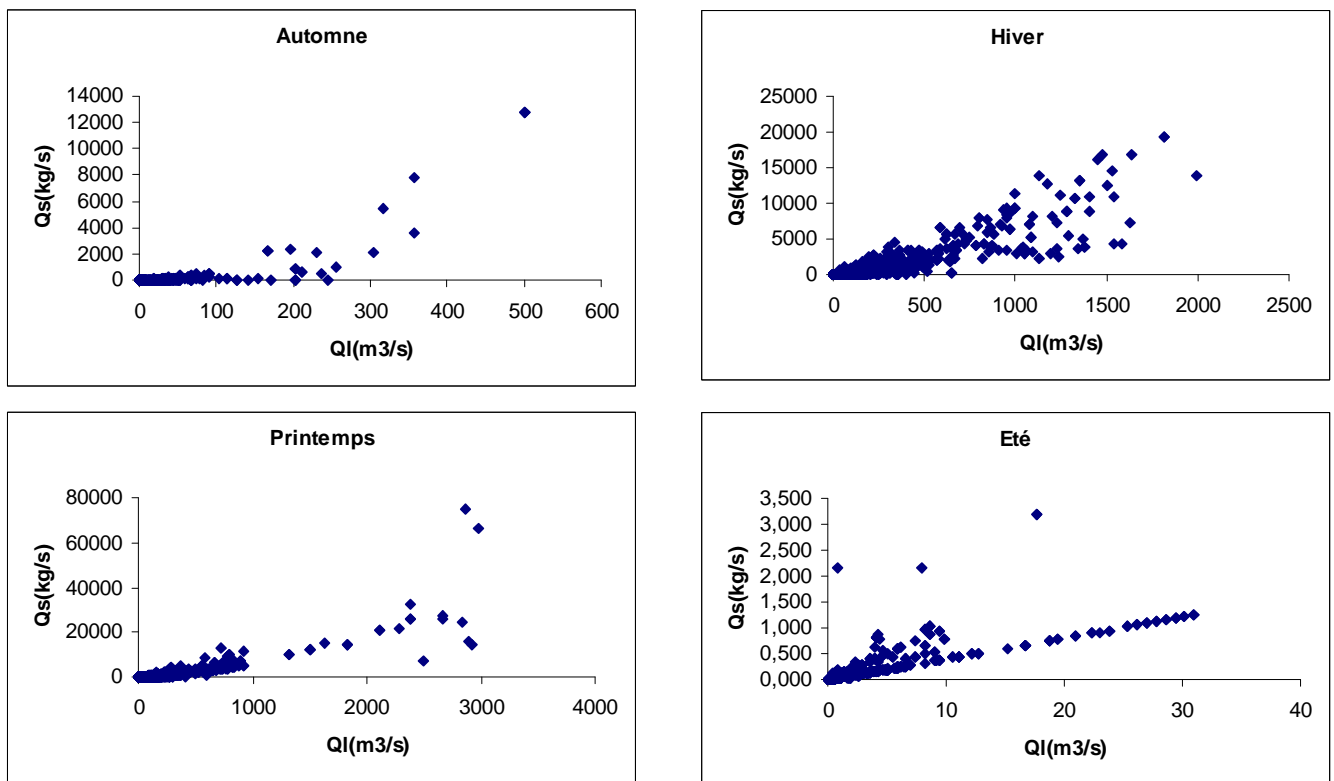 Automne
14000
12000
10000
8000
6000
4000
2000
0
Qs(kg/s)
0 100 200 300 400 500 600
Ql(m3/s)
Hiver
25000
20000
15000
10000
5000
0
Qs(kg/s)
0 500 1000 1500 2000 2500
Ql(m3/s)
Printemps
80000
60000
40000
20000
0
Qs(kg/s)
0 1000 2000 3000 4000
Ql(m3/s)
Eté
3,500
3,000
2,500
2,000
1,500
1,000
0,500
0,000
Qs(kg/s)
0 10 20 30 40
Ql(m3/s)